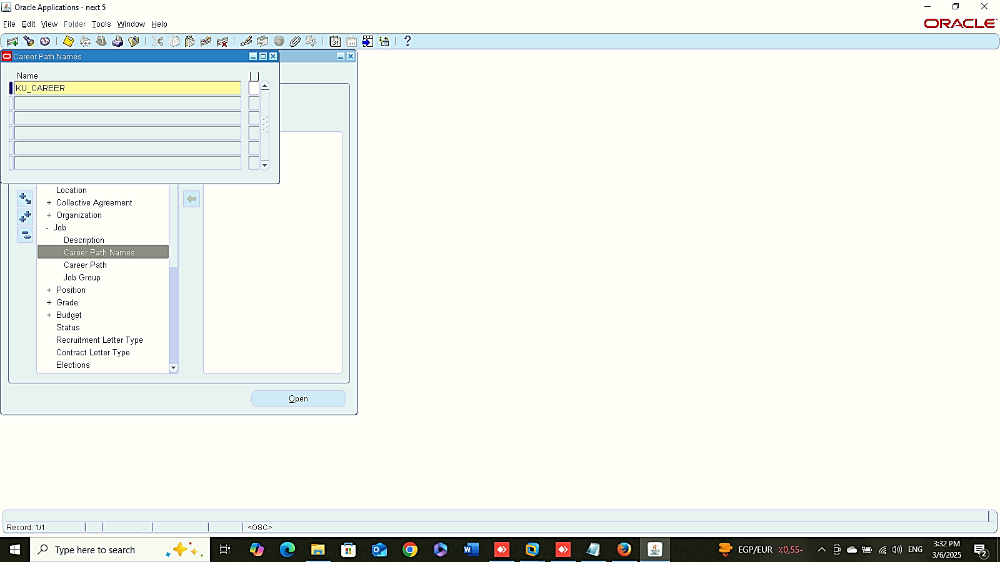 Oracle Applications - next 5
File Edit View Folder Tools Window Help
ORACLE
31
?
Career Path Names
Name [ ]
KU_CAREER
Location
+ Collective Agreement
+ Organization
- Job
Description
Career Path Names
Career Path
Job Group
+ Position
+ Grade
+ Budget
Status
Recruitment Letter Type
Contract Letter Type
Elections
Open
Record: 1/1 ... <OSC>
Type here to search
EGP/EUR ٪0,55-
ENG
3:32 PM
3/6/2025
2